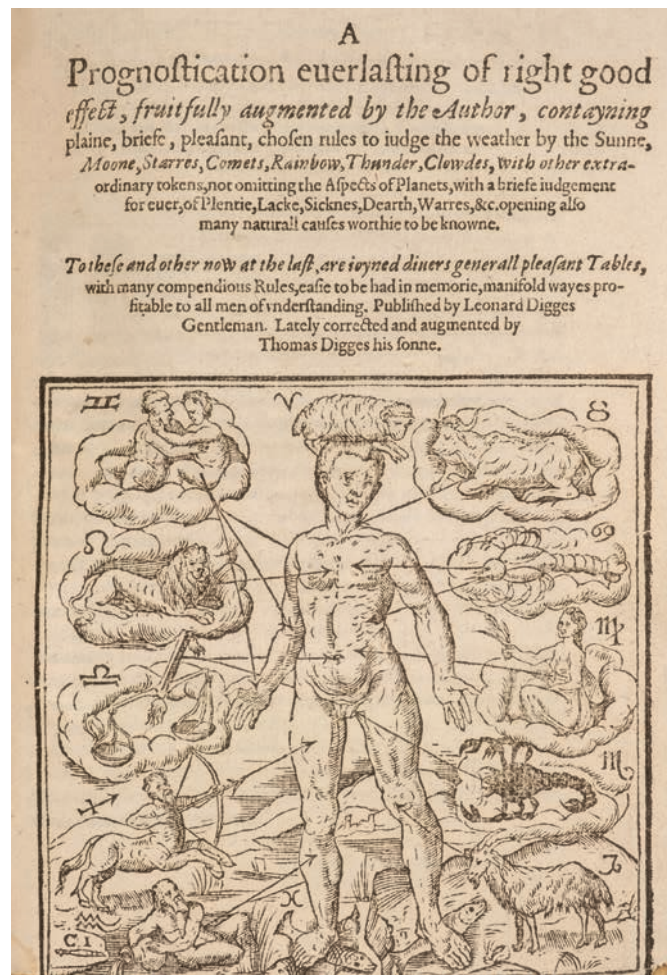 A
Prognoſtication euerlaſting of right good
effect, fruitfully augmented by the Author, contayning
plaine, briefe, pleaſant, choſen rules to iudge the weather by the Sunne,
Moone, Starres, Comets, Rainbow, Thunder, Clowdes, with other extra-
ordinary tokens, not omitting the Aſpects of Planets, with a briefe iudgement
for euer, of Plentie, Lacke, Sicknes, Dearth, Warres, &c. opening alſo
many naturall cauſes worthie to be knowne.
To theſe and other now at the laſt, are ioyned diuers generall pleaſant Tables,
with many compendious Rules, eaſie to be had in memorie, manifold wayes pro-
fitable to all men of vnderſtanding. Publiſhed by Leonard Digges
Gentleman. Lately corrected and augmented by
Thomas Digges his ſonne.
♊ ♈ ♉
♌ ♋
♎ ♍
♏
♐
♑
♒ ♓
C I